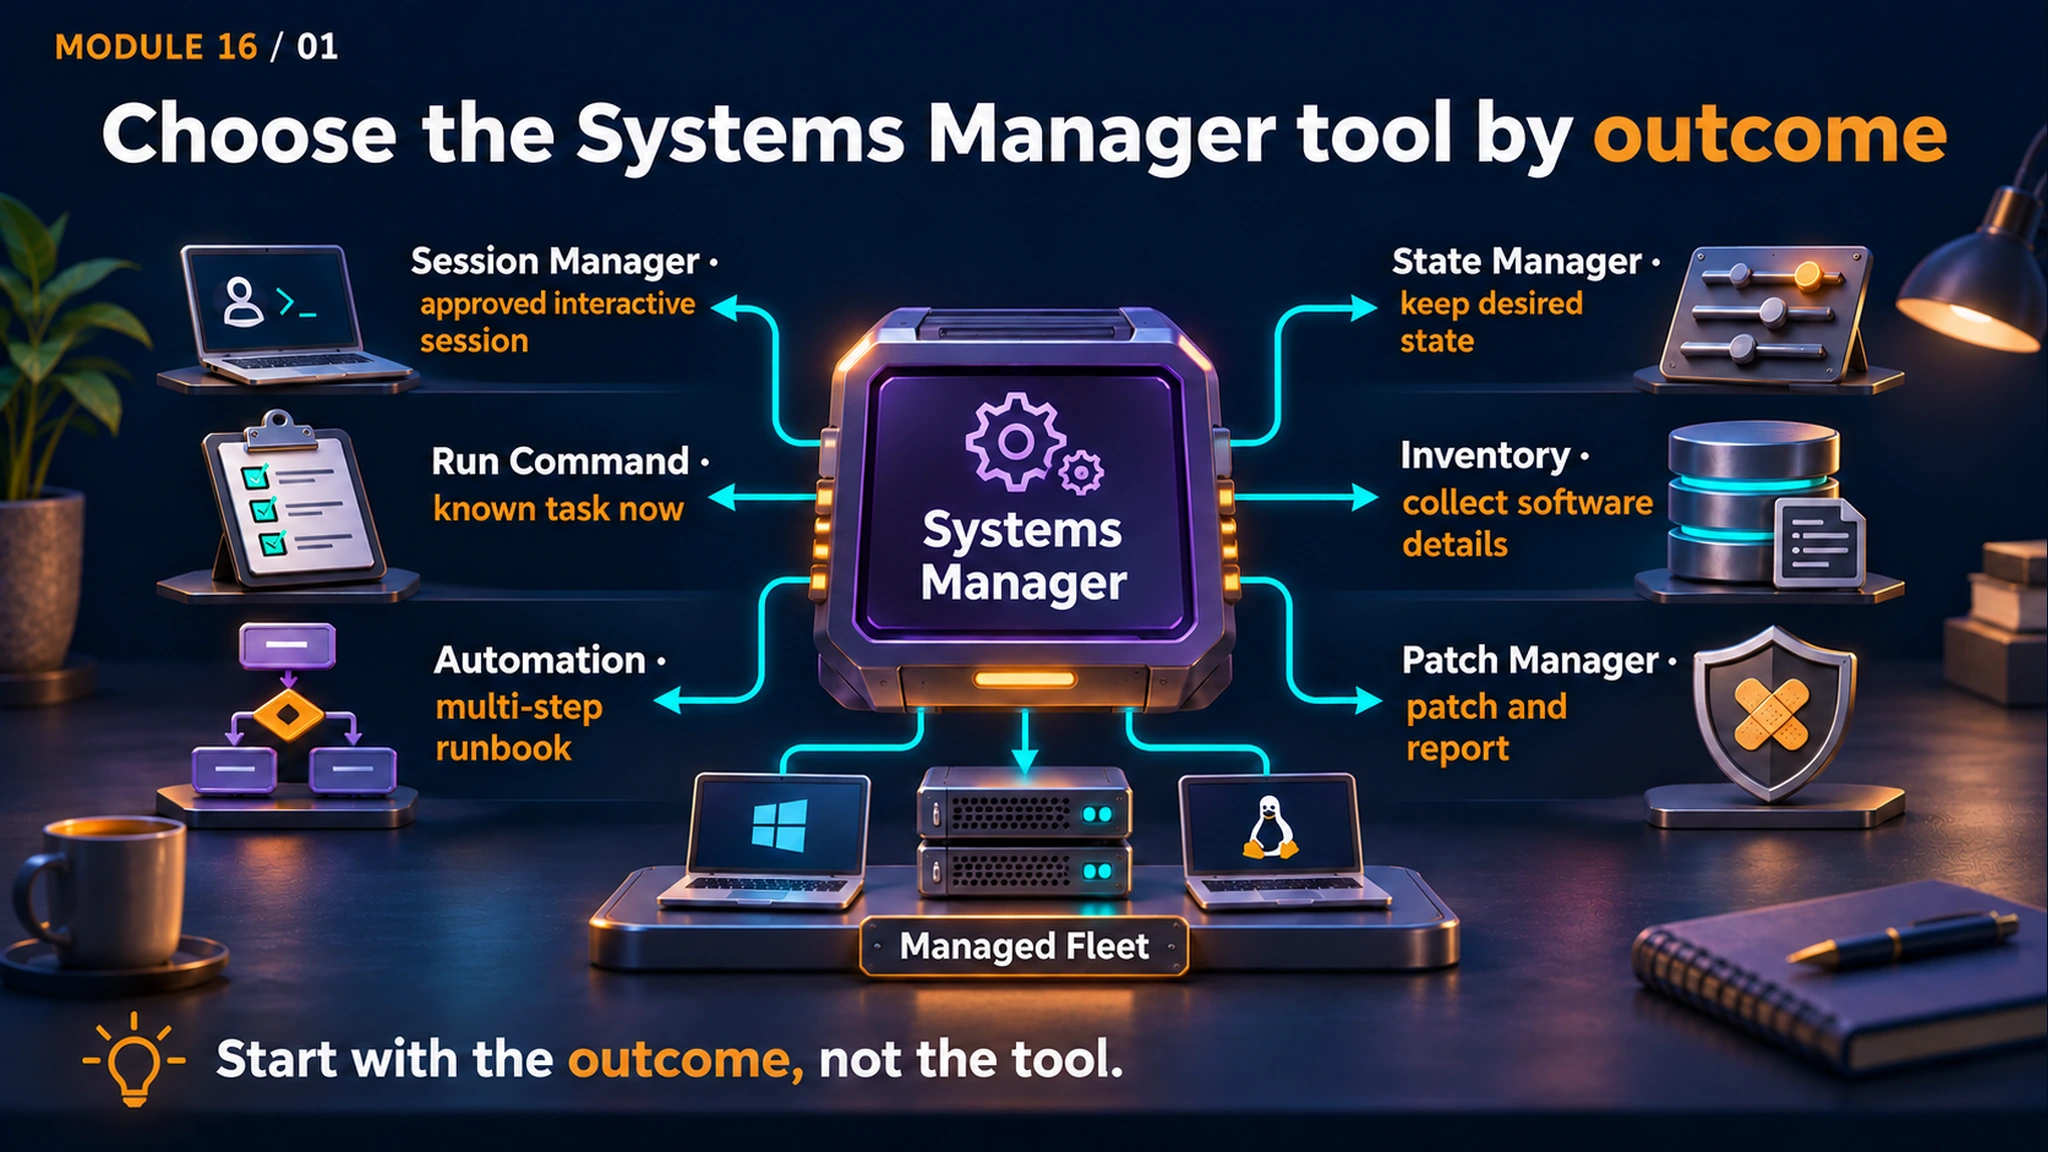 MODULE 16 / 01
Choose the Systems Manager tool by outcome
Session Manager •
approved interactive
session
Run Command •
known task now
Automation •
multi-step
runbook
Systems
Manager
State Manager •
keep desired
state
Inventory •
collect software
details
Patch Manager •
patch and
report
Managed Fleet
Start with the outcome, not the tool.